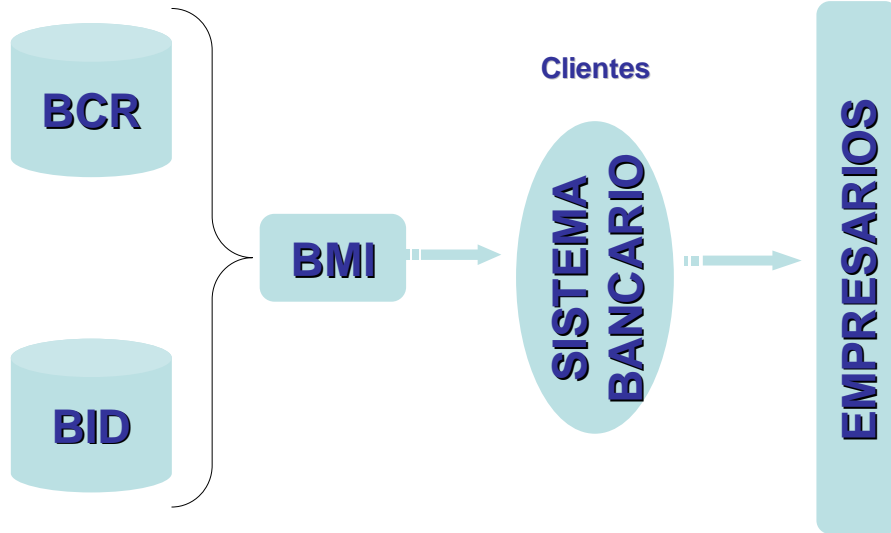 BCR
BID
BMI
Clientes
SISTEMA
BANCARIO
EMPRESARIOS